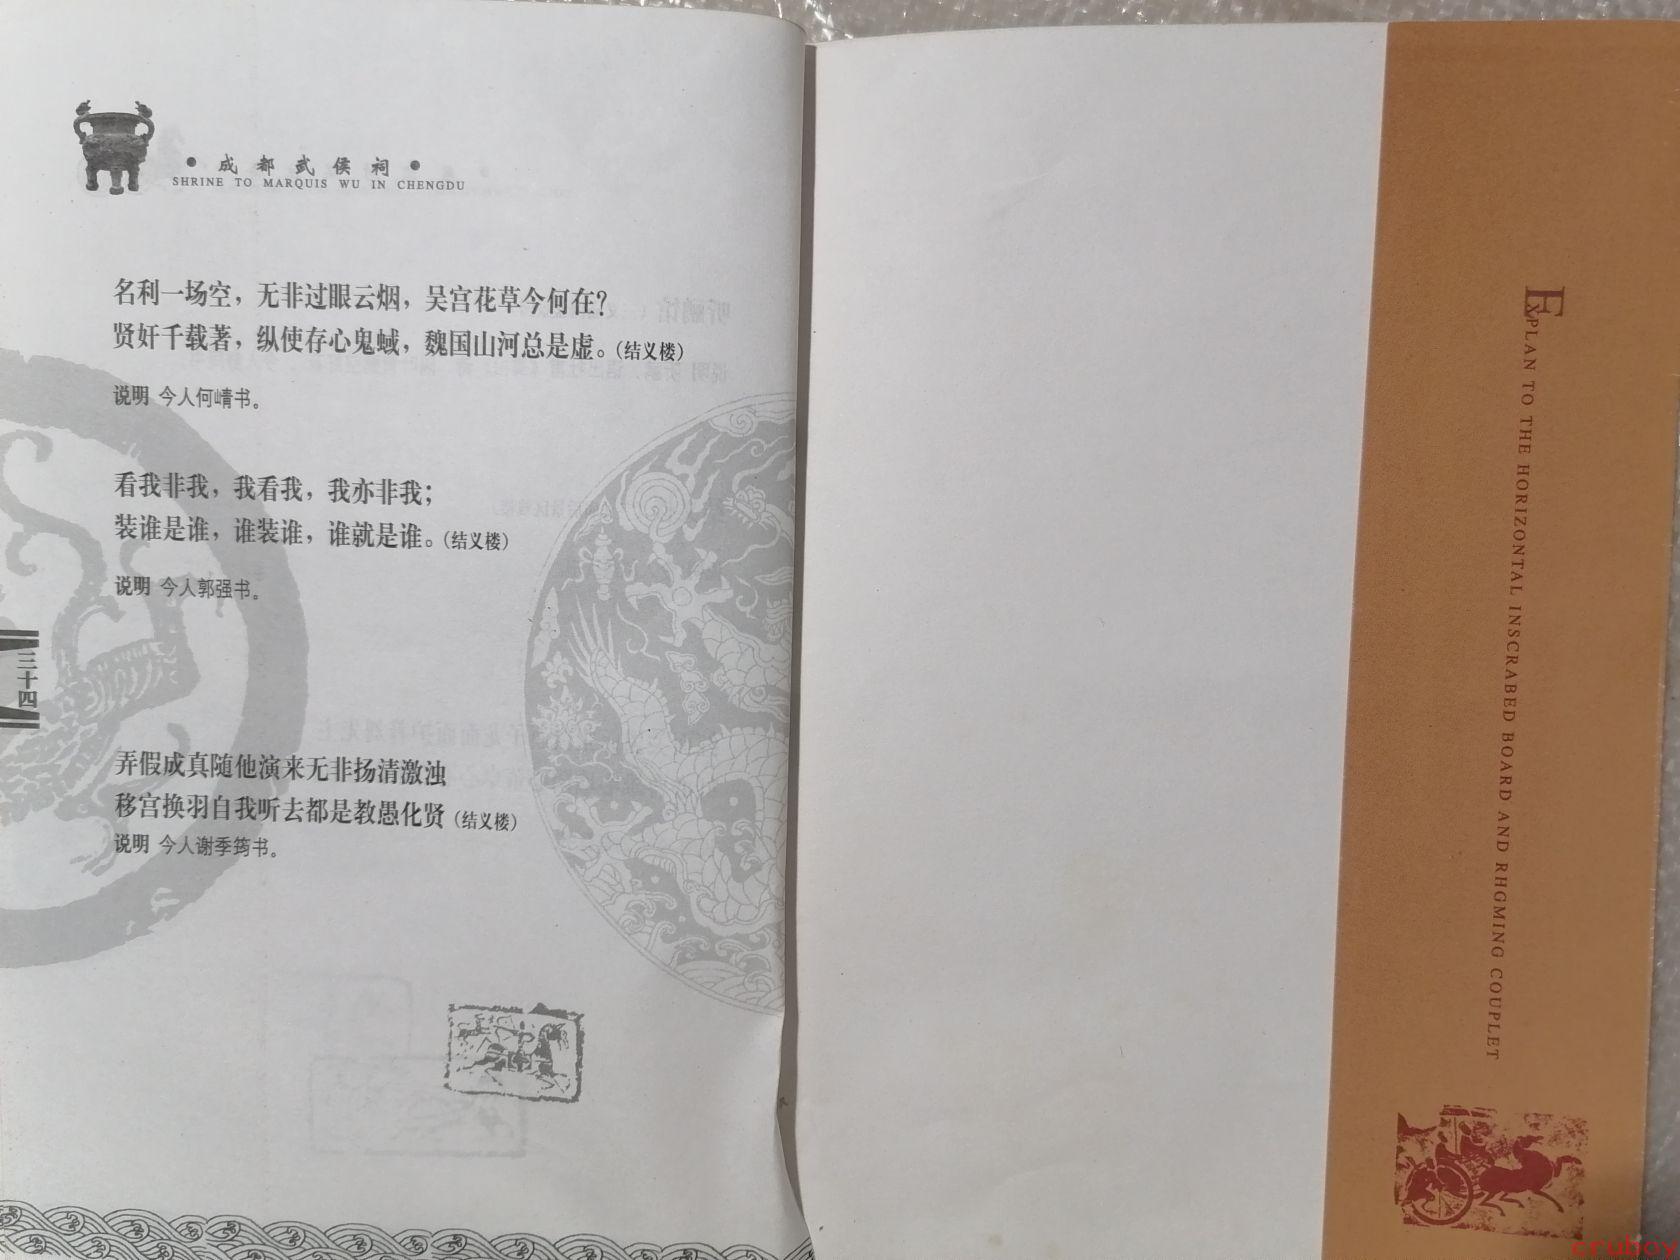 成都武侯祠
SHRINE TO MARQUIS WU IN CHENGDU
名利一场空，无非过眼云烟，吴宫花草今何在？
贤奸千载著，纵使存心鬼蜮，魏国山河总是虚。（结义楼）
说明 今人何崝书。
看我非我，我看我，我亦非我；
装谁是谁，谁装谁，谁就是谁。（结义楼）
说明 今人郭强书。
三十四
弄假成真随他演来无非扬清激浊
移宫换羽自我听去都是教愚化贤（结义楼）
说明 今人谢季筠书。
EXPLAN TO THE HORIZONTAL INSCRABED BOARD AND RHGMING COUPLET
cruboy